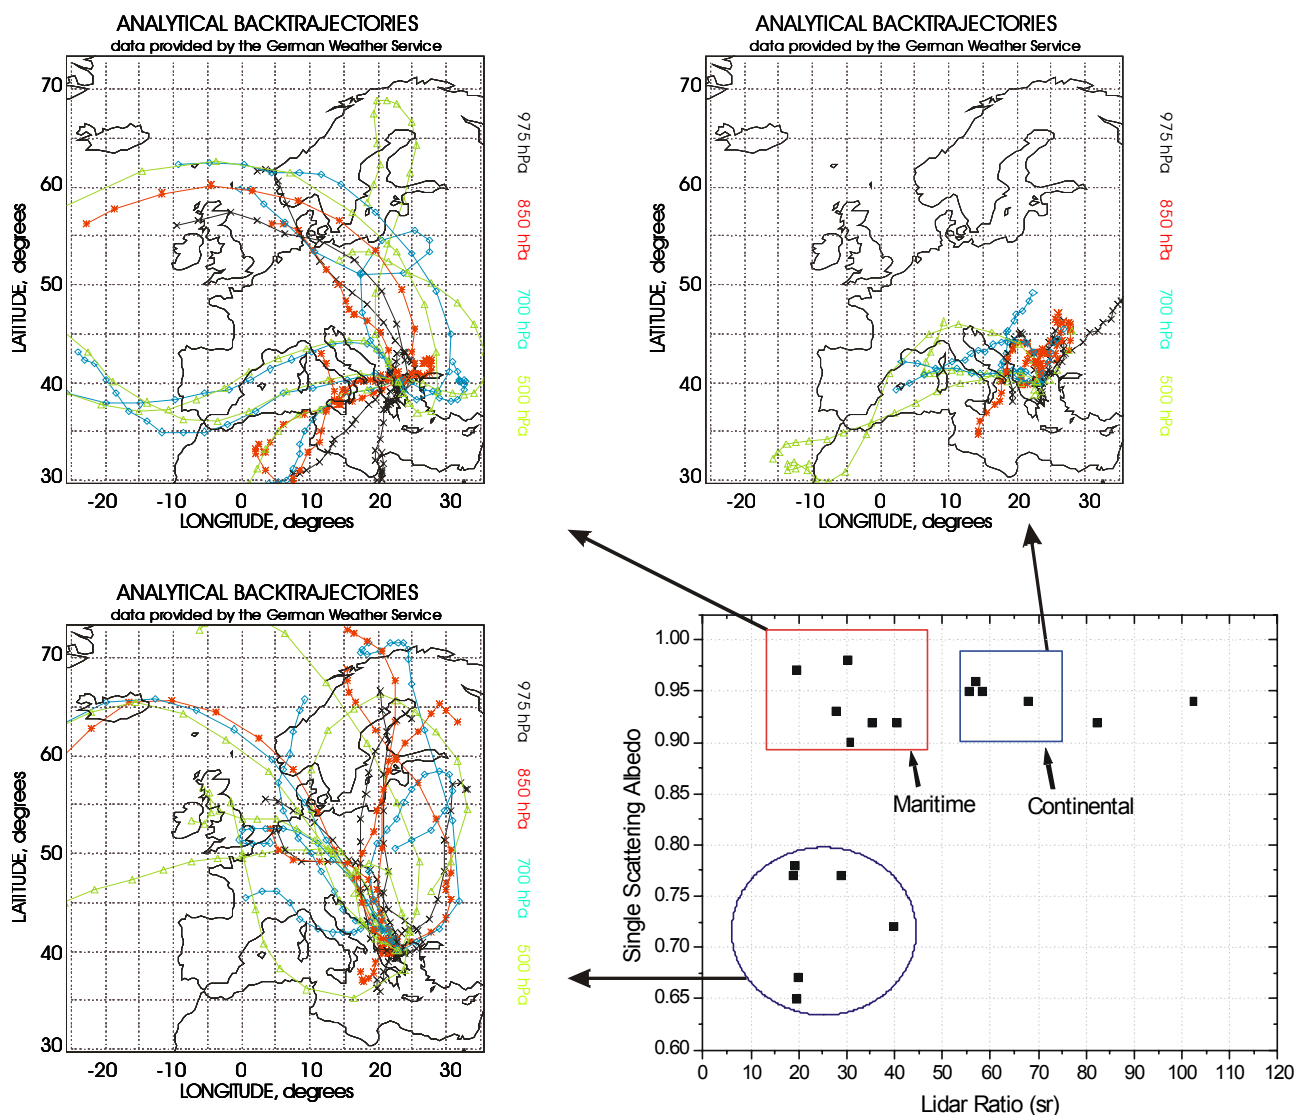 ANALYTICAL BACKTRAJECTORIES
data provided by the German Weather Service
70
60
50
40
30
LATITUDE, degrees
-20 -10 0 10 20 30
LONGITUDE, degrees
975 hPa
850 hPa
700 hPa
500 hPa
ANALYTICAL BACKTRAJECTORIES
data provided by the German Weather Service
70
60
50
40
30
LATITUDE, degrees
-20 -10 0 10 20 30
LONGITUDE, degrees
975 hPa
850 hPa
700 hPa
500 hPa
ANALYTICAL BACKTRAJECTORIES
data provided by the German Weather Service
70
60
50
40
30
LATITUDE, degrees
-20 -10 0 10 20 30
LONGITUDE, degrees
975 hPa
850 hPa
700 hPa
500 hPa
1.00
0.95
0.90
0.85
0.80
0.75
0.70
0.65
0.60
Single Scattering Albedo
Maritime
Continental
0 10 20 30 40 50 60 70 80 90 100 110 120
Lidar Ratio (sr)